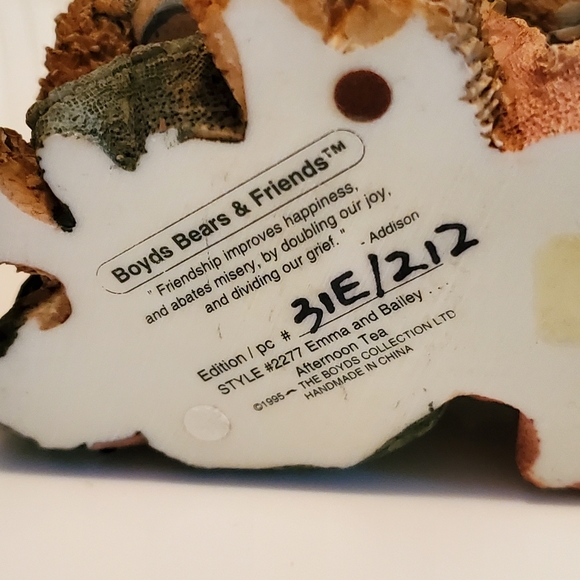 Boyds Bears & Friends™
" Friendship improves happiness,
and abates misery, by doubling our joy,
and dividing our grief. " - Addison
Edition / pc # 31E/212
STYLE #2277 Emma and Bailey . . .
Afternoon Tea
©1995 THE BOYDS COLLECTION LTD
HANDMADE IN CHINA